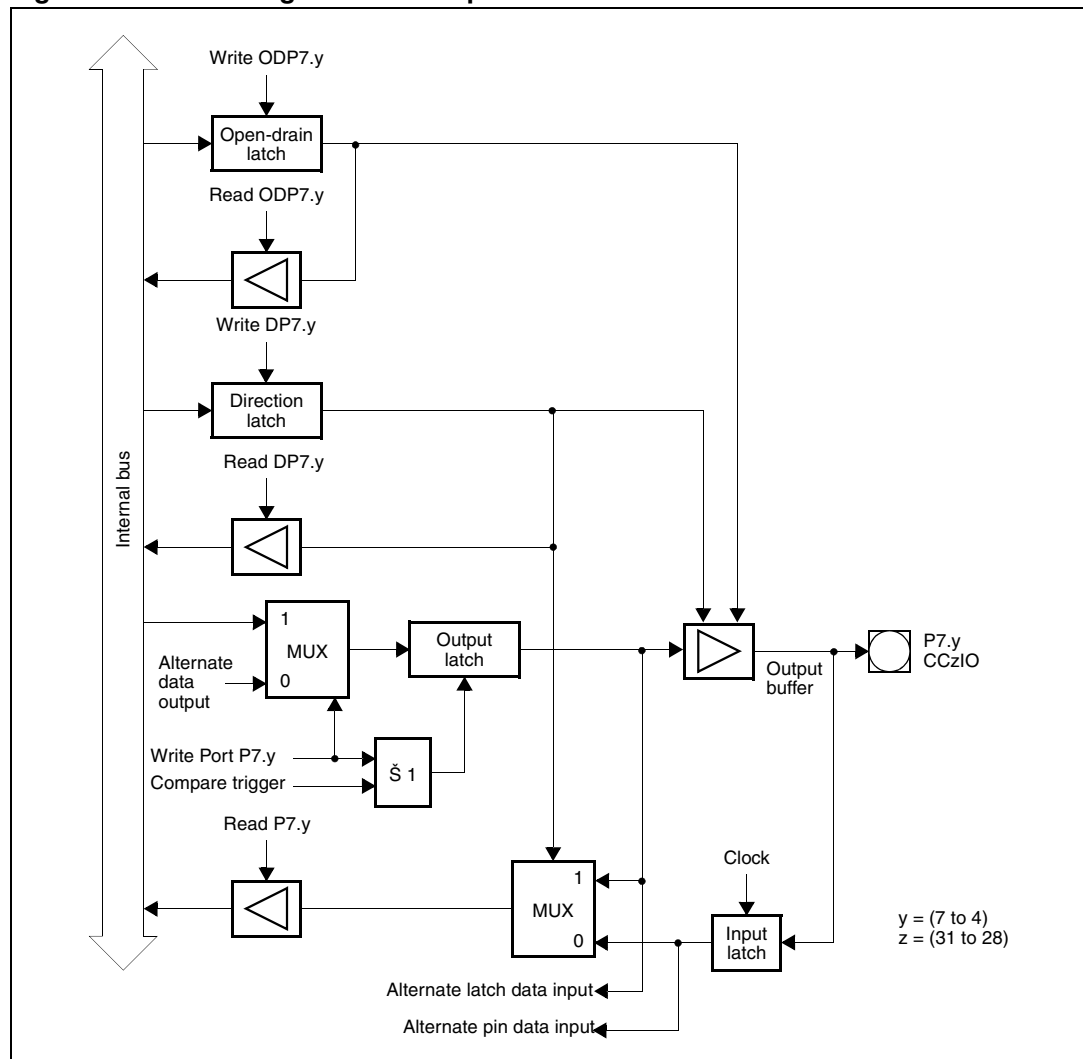 Write ODP7.y
Open-drain
latch
Read ODP7.y
Write DP7.y
Direction
latch
Read DP7.y
Internal bus
1
MUX
0
Alternate
data
output
Output
latch
Output
buffer
P7.y
CCzIO
Write Port P7.y
Compare trigger
Š 1
Read P7.y
1
MUX
0
Clock
Input
latch
y = (7 to 4)
z = (31 to 28)
Alternate latch data input
Alternate pin data input